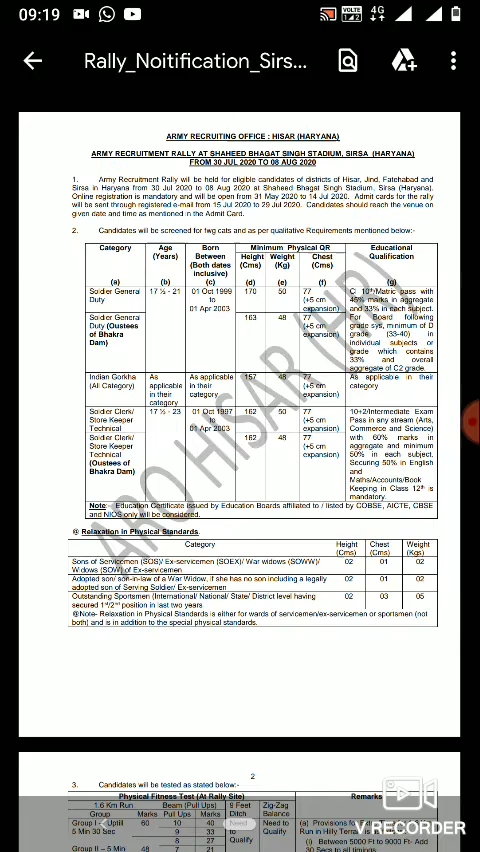 09:19
VOLTE
1 2
4G
Rally_Noitification_Sirs...
ARMY RECRUITING OFFICE : HISAR (HARYANA)
ARMY RECRUITMENT RALLY AT SHAHEED BHAGAT SINGH STADIUM, SIRSA (HARYANA)
FROM 30 JUL 2020 TO 08 AUG 2020
1. Army Recruitment Rally will be held for eligible candidates of districts of Hisar, Jind, Fatehabad and
Sirsa in Haryana from 30 Jul 2020 to 08 Aug 2020 at Shaheed Bhagat Singh Stadium, Sirsa (Haryana).
Online registration is mandatory and will be open from 31 May 2020 to 14 Jul 2020. Admit cards for the rally
will be sent through registered e-mail from 15 Jul 2020 to 29 Jul 2020. Candidates should reach the venue on
given date and time as mentioned in the Admit Card.
2. Candidates will be screened for fwg cats and as per qualitative Requirements mentioned below:-
Category Age (Years) Born Between (Both dates inclusive) Minimum Physical QR Educational Qualification
Height (Cms) Weight (Kg) Chest (Cms)
(a) (b) (c) (d) (e) (f) (g)
Soldier General Duty 17 ½ - 21 01 Oct 1999 to 01 Apr 2003 170 50 77 (+5 cm expansion)
Soldier General Duty (Oustees of Bhakra Dam) 163 48 77 (+5 cm expansion)
Cl 10th/Matric pass with
45% marks in aggregate
and 33% in each subject.
For Board following
grade sys, minimum of D
grade (33-40) in
individual subjects or
grade which contains
33% and overall
aggregate of C2 grade.
Indian Gorkha (All Category) As applicable in their category As applicable in their category 157 48 77 (+5 cm expansion) As applicable in their category
Soldier Clerk/ Store Keeper Technical 17 ½ - 23 01 Oct 1997 to 01 Apr 2003 162 50 77 (+5 cm expansion)
Soldier Clerk/ Store Keeper Technical (Oustees of Bhakra Dam) 162 48 77 (+5 cm expansion)
10+2/Intermediate Exam
Pass in any stream (Arts,
Commerce and Science)
with 60% marks in
aggregate and minimum
50% in each subject.
Securing 50% in English
and
Maths/Accounts/Book
Keeping in Class 12th is
mandatory.
Note:- Education Certificate issued by Education Boards affiliated to / listed by COBSE, AICTE, CBSE
and NIOS only will be considered.
@ Relaxation in Physical Standards.
Category Height (Cms) Chest (Cms) Weight (Kgs)
Sons of Servicemen (SOS)/ Ex-servicemen (SOEX)/ War widows (SOWW)/
Widows (SOW) of Ex-servicemen 02 01 02
Adopted son/ son-in-law of a War Widow, if she has no son including a legally
adopted son of Serving Soldier/ Ex-servicemen 02 01 02
Outstanding Sportsmen (International/ National/ State/ District level having
secured 1st/2nd position in last two years 02 03 05
@Note- Relaxation in Physical Standards is either for wards of servicemen/ex-servicemen or sportsmen (not
both) and is in addition to the special physical standards.
ARO HISAR (HR)
2
3. Candidates will be tested as stated below:-
Physical Fitness Test (At Rally Site) Remarks
1.6 Km Run Beam (Pull Ups) 9 Feet Ditch Zig-Zag Balance
Group Marks Pull Ups Marks
Group I - Uptill 5 Min 30 Sec 60 10 40 Need to Qualify Need to Qualify
9 33
8 27
Group II - 5 Min 48 7 21
(a) Provisions for
Run in Hilly Terra
(i) Between 5000 Ft to 9000 Ft- Add
30 Secs to all timings.
VIDEORECORDER